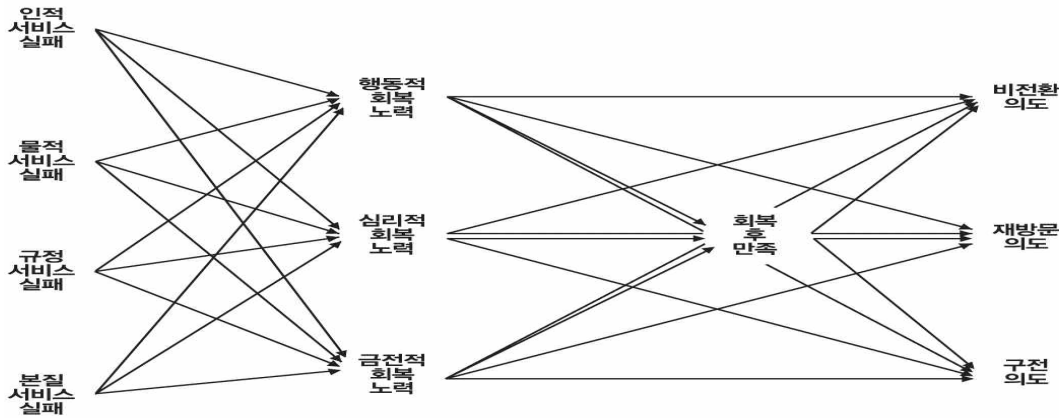 인적
서비스
실패
물적
서비스
실패
규정
서비스
실패
본질
서비스
실패
행동적
회복
노력
심리적
회복
노력
금전적
회복
노력
회복
후
만족
비전환
의도
재방문
의도
구전
의도